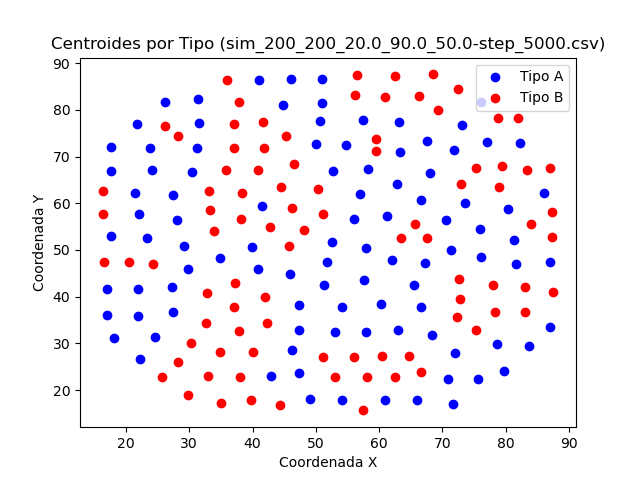 Centroides por Tipo (sim_200_200_20.0_90.0_50.0-step_5000.csv)
Tipo A
Tipo B
90
80
70
60
50
40
30
20
Coordenada Y
20 30 40 50 60 70 80 90
Coordenada X